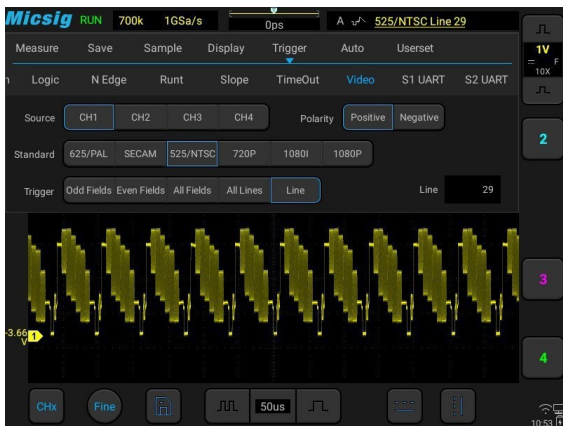 Micsig RUN 700k 1GSa/s 0ps A 525/NTSC Line 29
Measure Save Sample Display Trigger Auto Userset
1V
F
10X
n Logic N Edge Runt Slope TimeOut Video S1 UART S2 UART
Source CH1 CH2 CH3 CH4 Polarity Positive Negative
2
Standard 625/PAL SECAM 525/NTSC 720P 1080I 1080P
Trigger Odd Fields Even Fields All Fields All Lines Line Line 29
3
-3.66
V 1
4
CHx Fine 50us
10:53